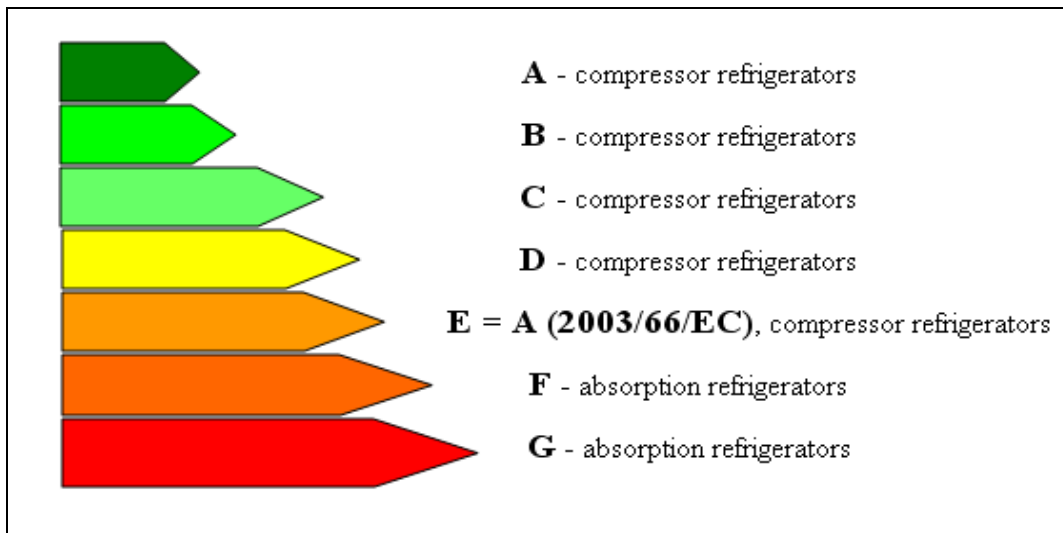 A - compressor refrigerators
B - compressor refrigerators
C - compressor refrigerators
D - compressor refrigerators
E = A (2003/66/EC), compressor refrigerators
F - absorption refrigerators
G - absorption refrigerators